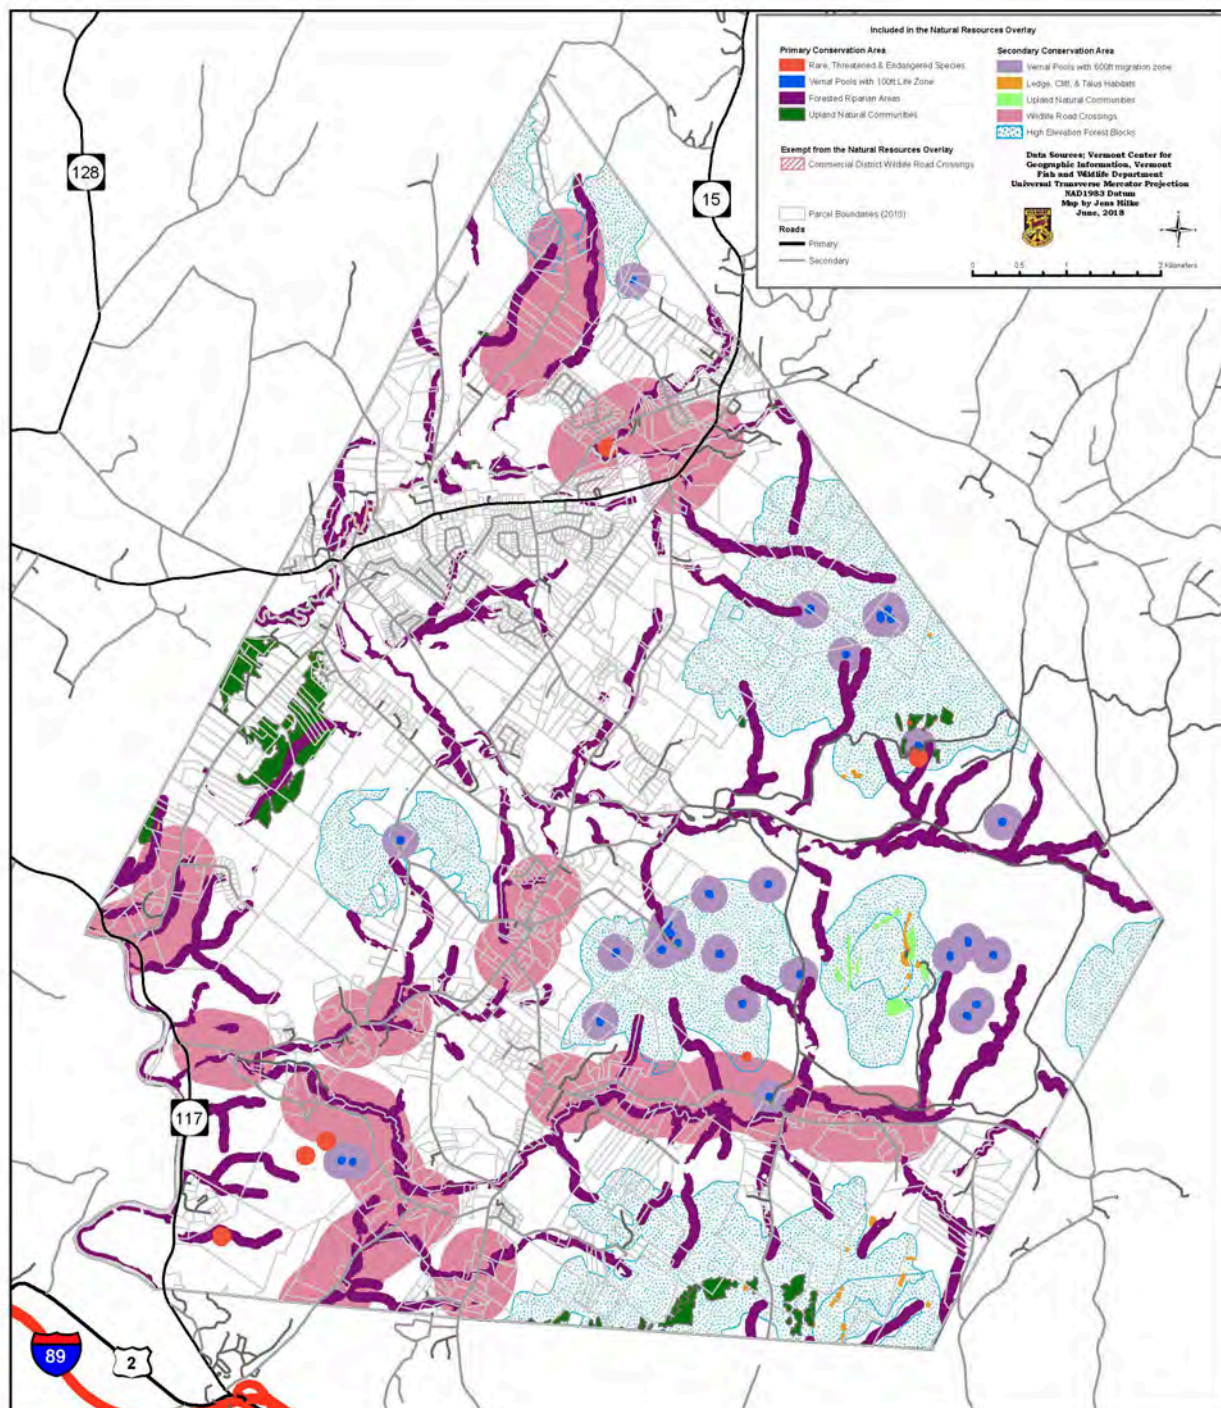 Included in the Natural Resources Overlay
Primary Conservation Area
Rare, Threatened & Endangered Species
Vernal Pools with 100ft Life Zone
Forested Riparian Areas
Upland Natural Communities
Exempt from the Natural Resources Overlay
Commercial District Wildlife Road Crossings
Parcel Boundaries (2015)
Roads
Primary
Secondary
Secondary Conservation Area
Vernal Pools with 600ft migration zone
Ledge, Cliff, & Talus Habitats
Upland Natural Communities
Wildlife Road Crossings
High Elevation Forest Blocks
Data Sources: Vermont Center for
Geographic Information, Vermont
Fish and Wildlife Department
Universal Transverse Mercator Projection
NAD1983 Datum
Map by Jens Hilke
June, 2018
0 0.5 1 2 Kilometers
128
15
117
89
2